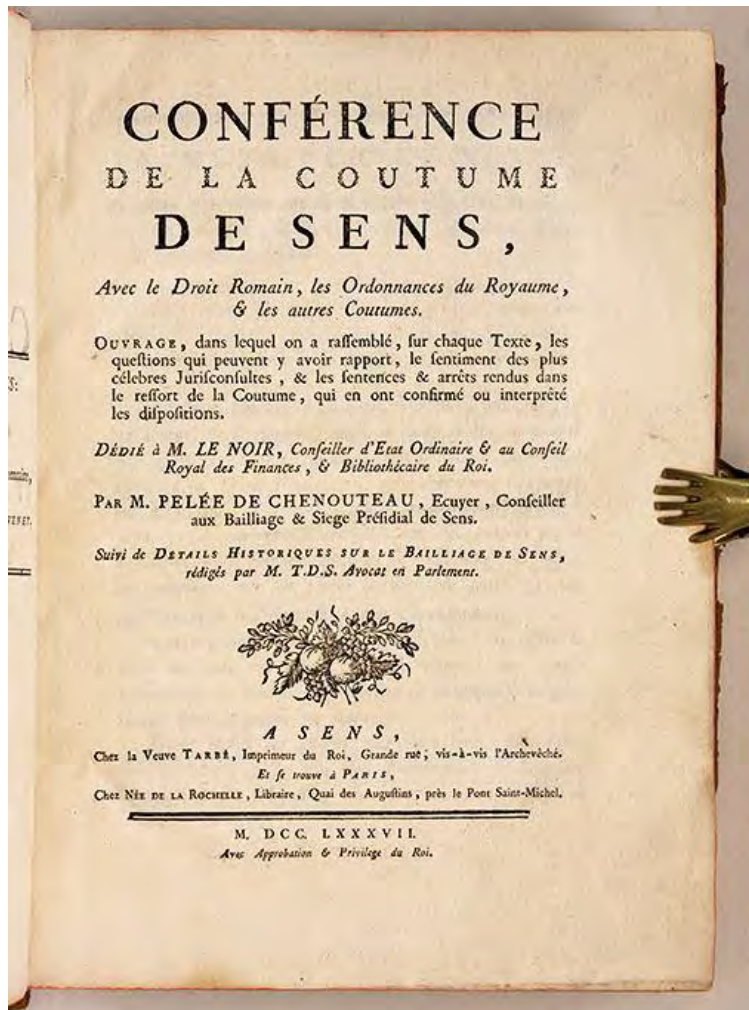 CONFÉRENCE
DE LA COUTUME
DE SENS,
Avec le Droit Romain, les Ordonnances du Royaume,
& les autres Coutumes.
OUVRAGE, dans lequel on a raſſemblé, ſur chaque Texte, les
queſtions qui peuvent y avoir rapport, le ſentiment des plus
célebres Juriſconſultes, & les ſentences & arrêts rendus dans
le reſſort de la Coutume, qui en ont confirmé ou interprêté
les diſpoſitions.
DÉDIÉ à M. LE NOIR, Conſeiller d'Etat Ordinaire & au Conſeil
Royal des Finances, & Bibliothécaire du Roi.
PAR M. PELÉE DE CHENOUTEAU, Ecuyer, Conſeiller
aux Bailliage & Siege Préſidial de Sens.
Suivi de DÉTAILS HISTORIQUES SUR LE BAILLIAGE DE SENS,
rédigés par M. T.D.S. Avocat en Parlement.
A SENS,
Chez la Veuve TARBÉ, Imprimeur du Roi, Grande rue, vis-à-vis l'Archevêché.
Et ſe trouve à PARIS,
Chez NÉE DE LA ROCHELLE, Libraire, Quai des Auguſtins, près le Pont Saint-Michel.
M. DCC. LXXXVII.
Avec Approbation & Privilege du Roi.